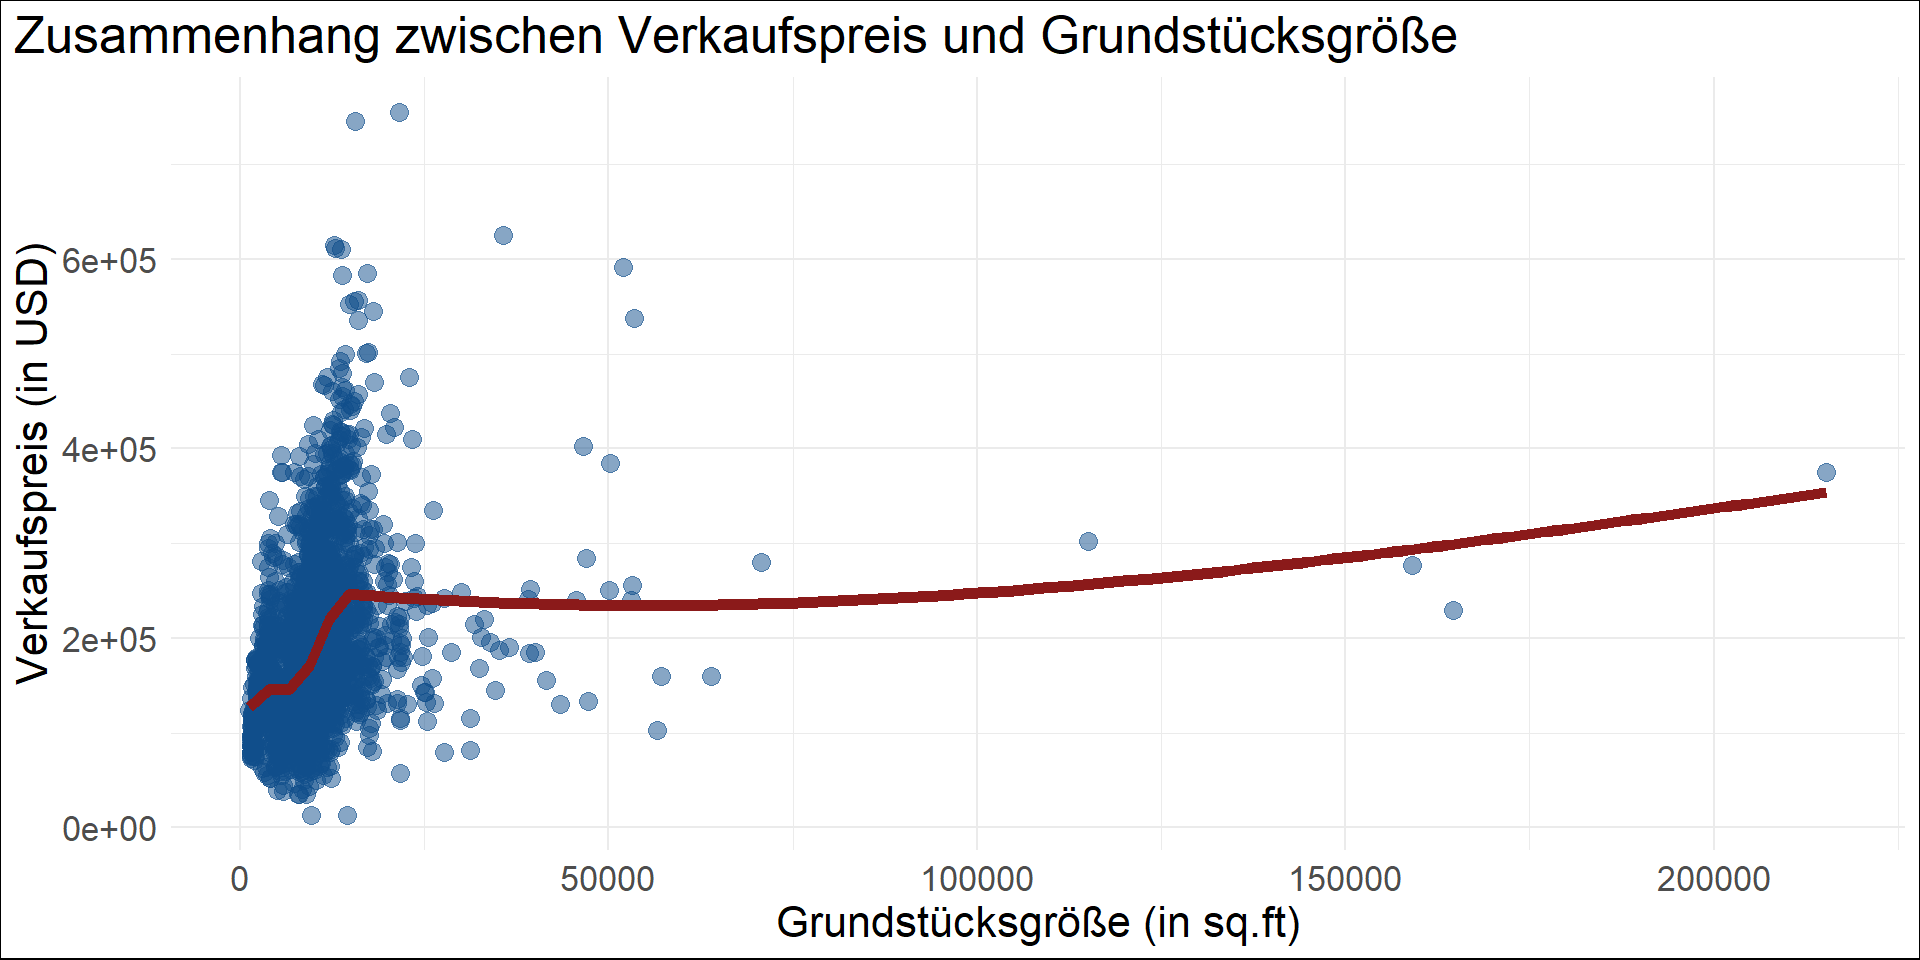 Zusammenhang zwischen Verkaufspreis und Grundstücksgröße
Verkaufspreis (in USD)
6e+05
4e+05
2e+05
0e+00
0 50000 100000 150000 200000
Grundstücksgröße (in sq.ft)